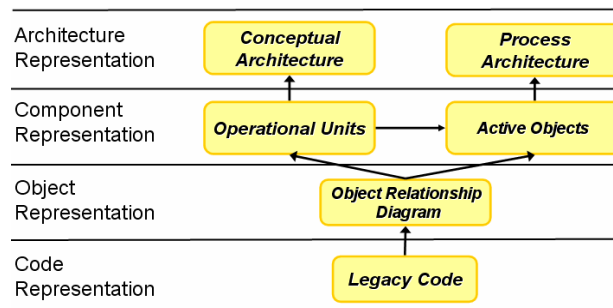 Architecture
Representation
Conceptual
Architecture
Process
Architecture
Component
Representation
Operational Units
Active Objects
Object
Representation
Object Relationship
Diagram
Code
Representation
Legacy Code